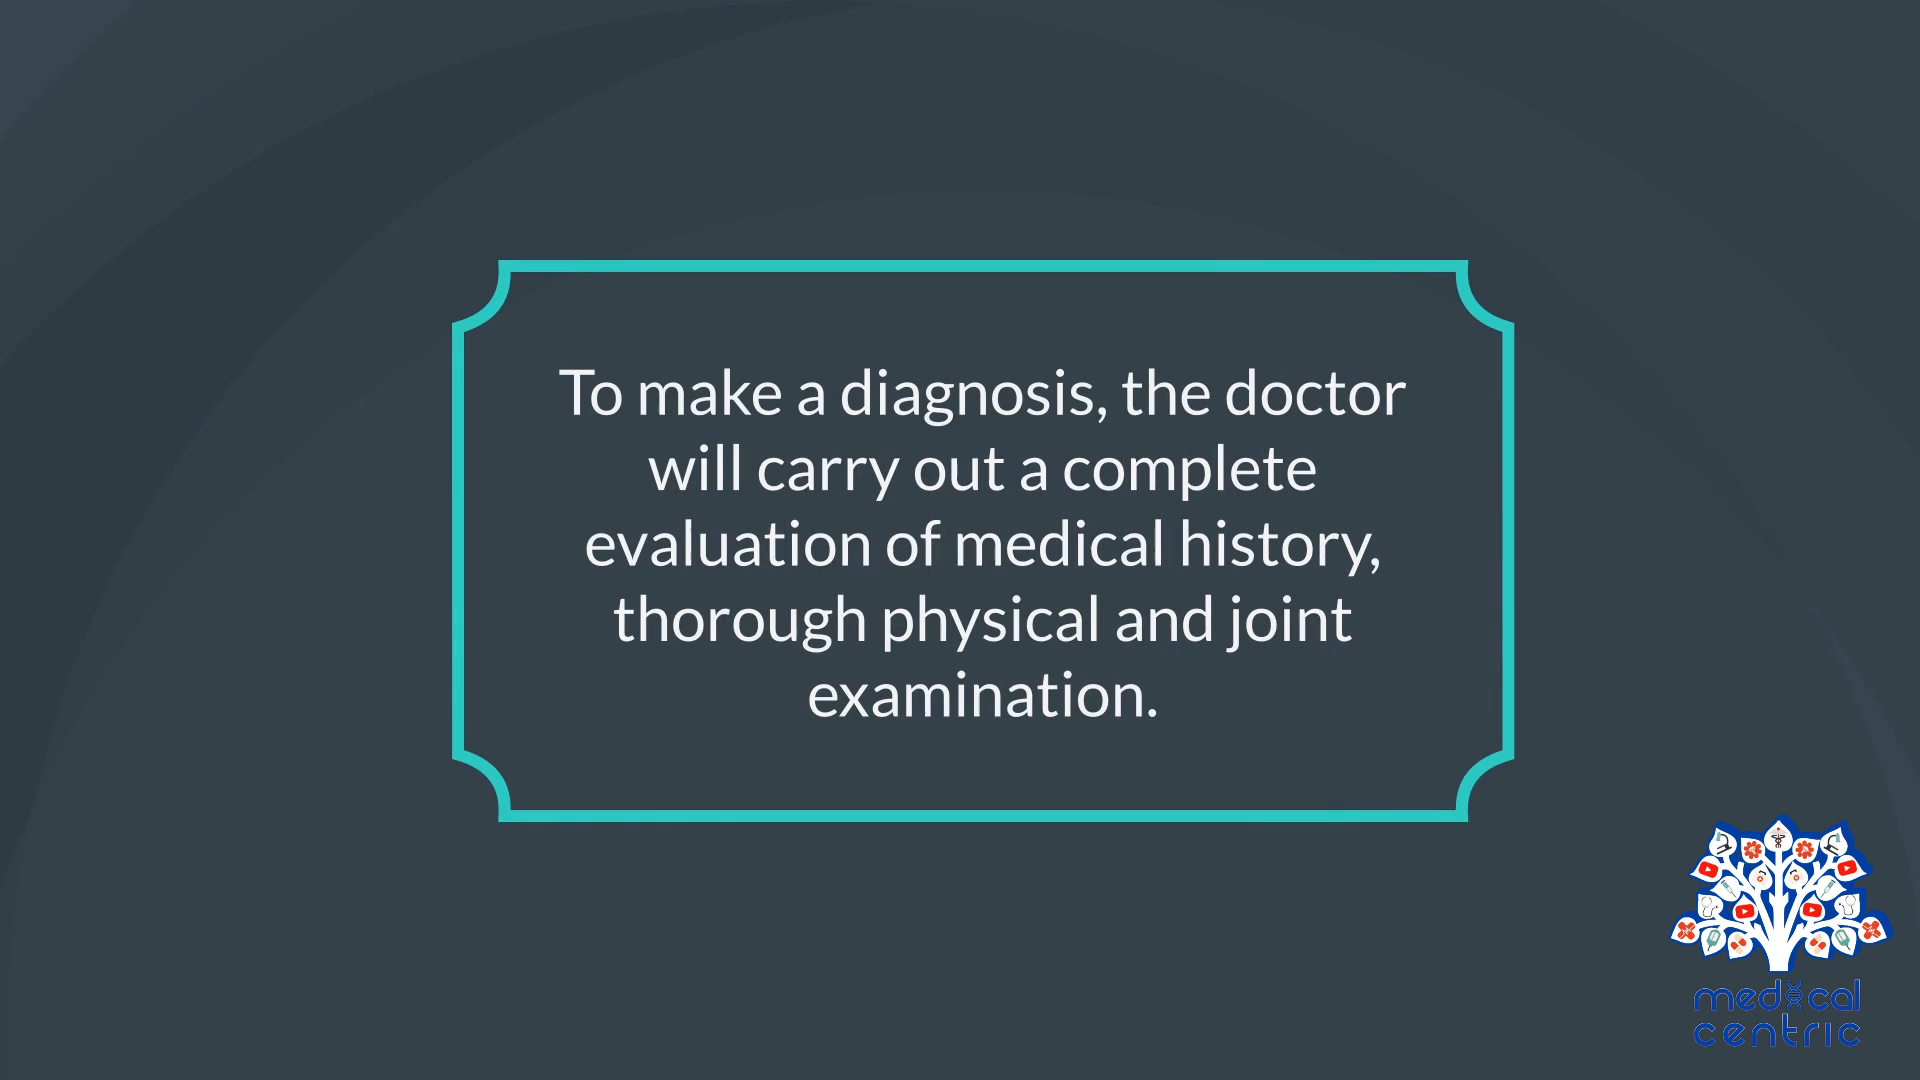 To make a diagnosis, the doctor
will carry out a complete
evaluation of medical history,
thorough physical and joint
examination.
medical
centric